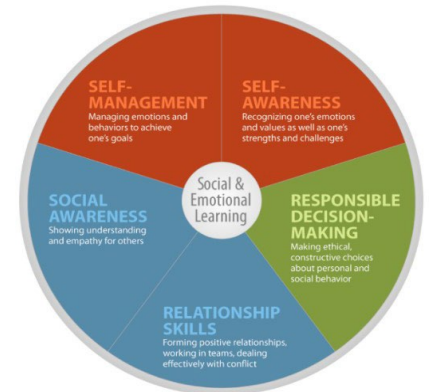 SELF-
MANAGEMENT
Managing emotions and
behaviors to achieve
one's goals
SELF-
AWARENESS
Recognizing one's emotions
and values as well as one's
strengths and challenges
SOCIAL
AWARENESS
Showing understanding
and empathy for others
Social &
Emotional
Learning
RESPONSIBLE
DECISION-
MAKING
Making ethical,
constructive choices
about personal and
social behavior
RELATIONSHIP
SKILLS
Forming positive relationships,
working in teams, dealing
effectively with conflict